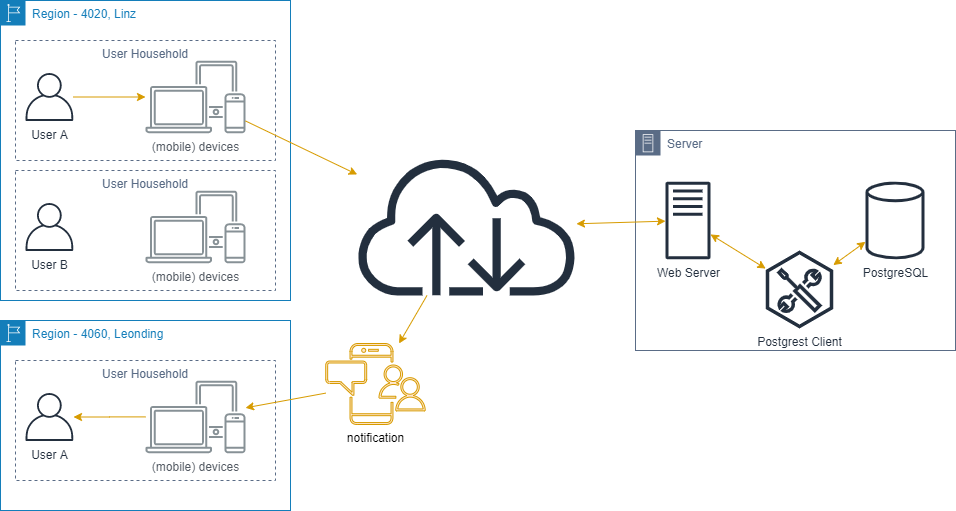 Region - 4020, Linz
User Household
User A
(mobile) devices
User Household
User B
(mobile) devices
Region - 4060, Leonding
User Household
User A
(mobile) devices
notification
Server
Web Server
PostgreSQL
Postgrest Client